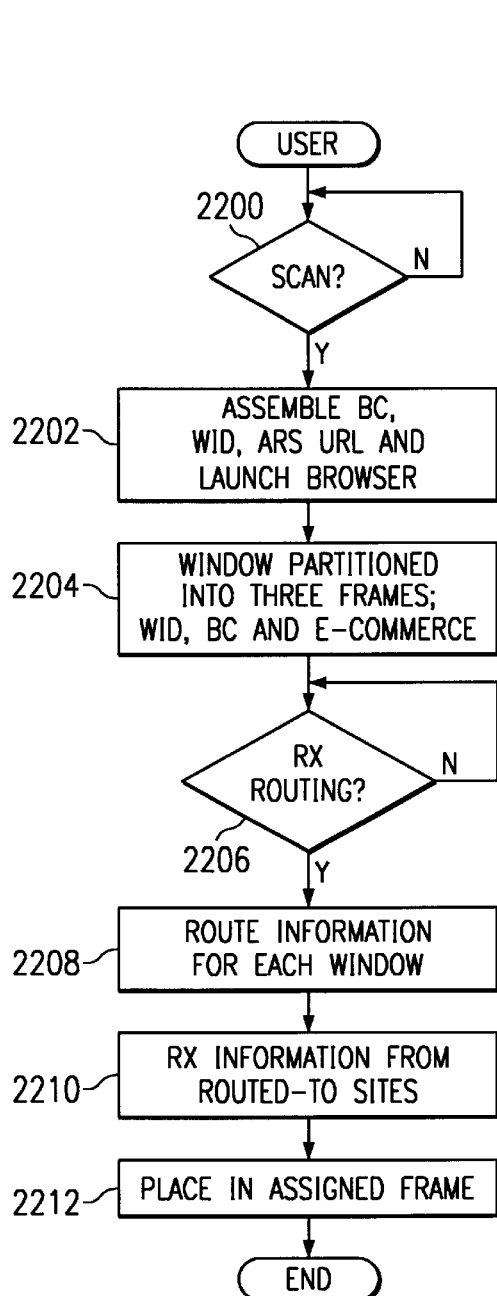 USER
2200
SCAN?
N
Y
2202
ASSEMBLE BC,
WID, ARS URL AND
LAUNCH BROWSER
2204
WINDOW PARTITIONED
INTO THREE FRAMES;
WID, BC AND E-COMMERCE
RX
ROUTING?
N
2206
Y
2208
ROUTE INFORMATION
FOR EACH WINDOW
2210
RX INFORMATION FROM
ROUTED-TO SITES
2212
PLACE IN ASSIGNED FRAME
END